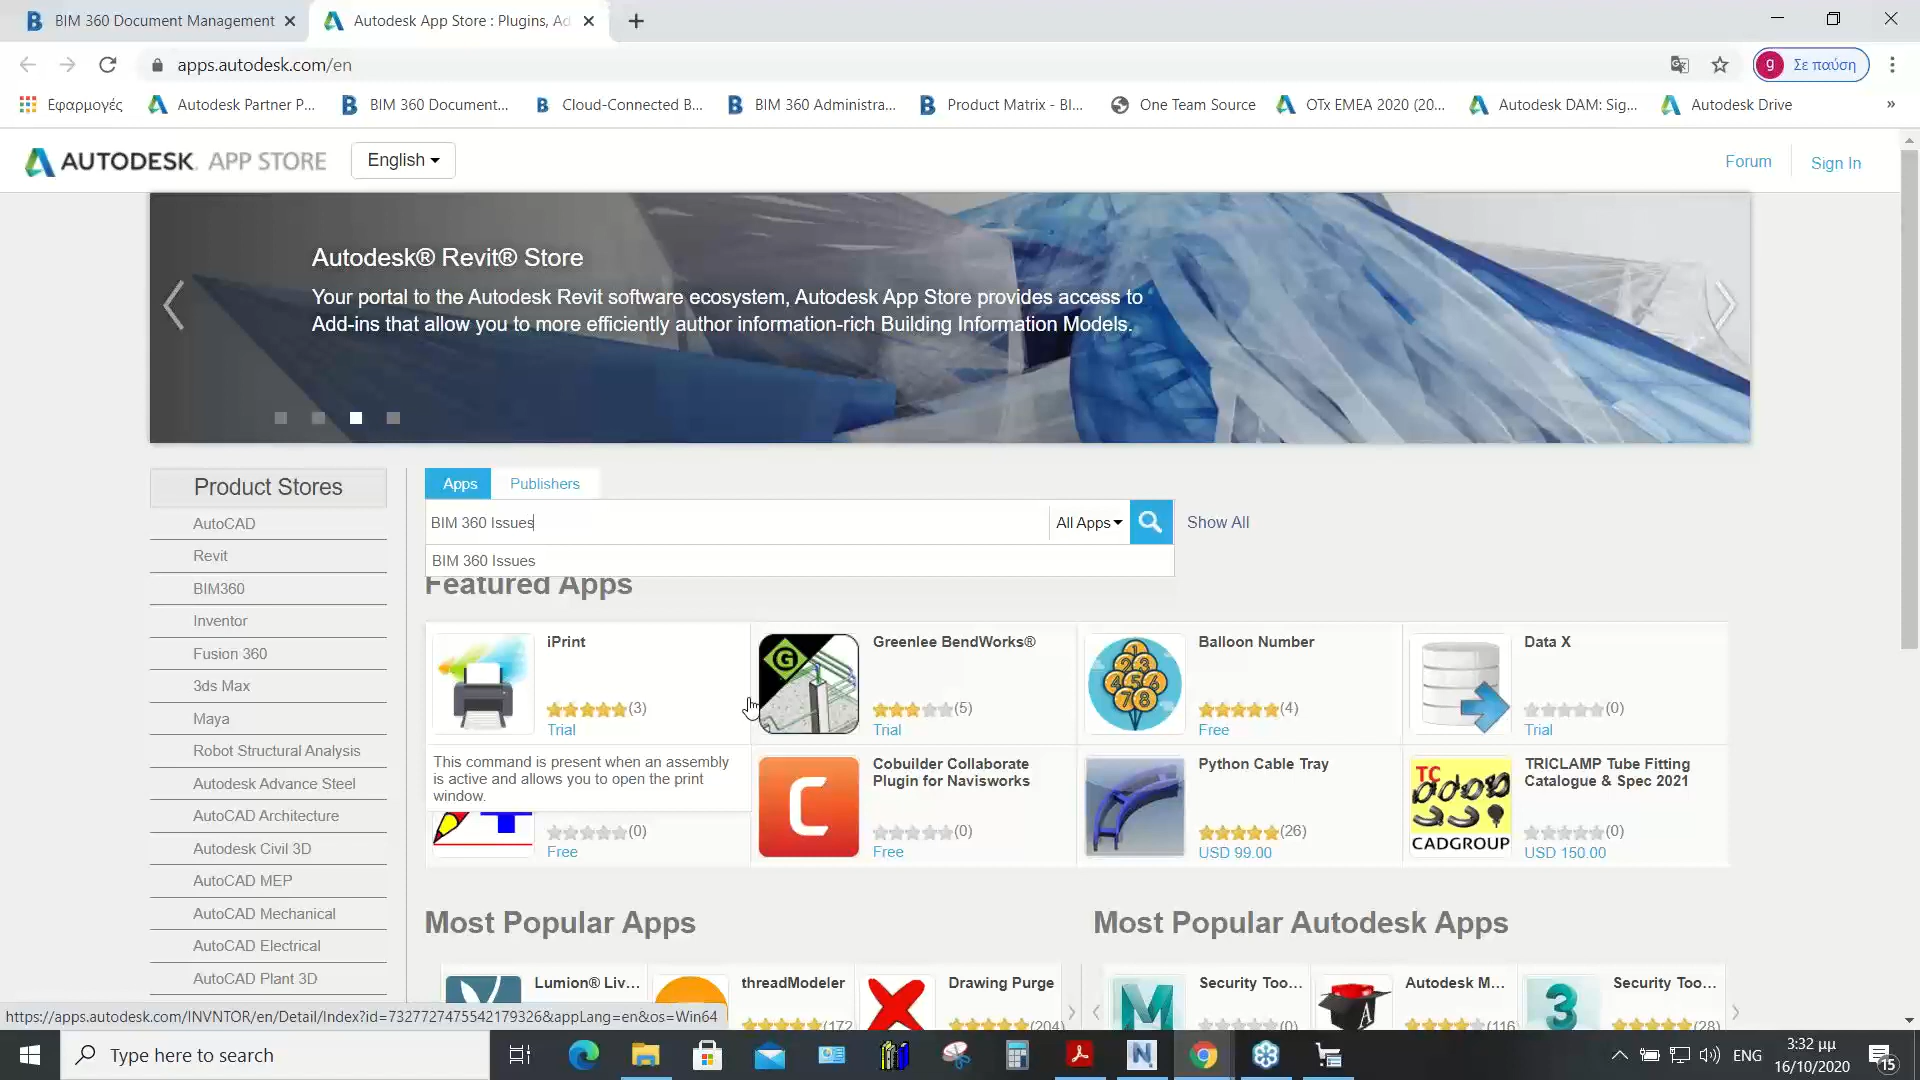 BIM 360 Document Management
Autodesk App Store : Plugins, Ad
apps.autodesk.com/en
g Σε παύση
Εφαρμογές
Autodesk Partner P...
BIM 360 Document...
Cloud-Connected B...
BIM 360 Administra...
Product Matrix - BI...
One Team Source
OTx EMEA 2020 (20...
Autodesk DAM: Sig...
Autodesk Drive
»
AUTODESK. APP STORE
English
Forum
Sign In
Autodesk® Revit® Store
Your portal to the Autodesk Revit software ecosystem, Autodesk App Store provides access to
Add-ins that allow you to more efficiently author information-rich Building Information Models.
Product Stores
AutoCAD
Revit
BIM360
Inventor
Fusion 360
3ds Max
Maya
Robot Structural Analysis
Autodesk Advance Steel
AutoCAD Architecture
Autodesk Civil 3D
AutoCAD MEP
AutoCAD Mechanical
AutoCAD Electrical
AutoCAD Plant 3D
Apps
Publishers
BIM 360 Issues
All Apps
Show All
BIM 360 Issues
Featured Apps
iPrint
(3)
Trial
Greenlee BendWorks®
(5)
Trial
Balloon Number
(4)
Free
Data X
(0)
Trial
This command is present when an assembly
is active and allows you to open the print
window.
(0)
Free
Cobuilder Collaborate
Plugin for Navisworks
(0)
Free
Python Cable Tray
(26)
USD 99.00
TC
CADGROUP
TRICLAMP Tube Fitting
Catalogue & Spec 2021
(0)
USD 150.00
Most Popular Apps
Lumion® Liv...
threadModeler
(172
Drawing Purge
(204)
Most Popular Autodesk Apps
Security Too...
(0)
Autodesk M...
(116)
Security Too...
(28)
https://apps.autodesk.com/INVNTOR/en/Detail/Index?id=7327727475542179326&appLang=en&os=Win64
Type here to search
ENG
3:32 μμ
16/10/2020
15